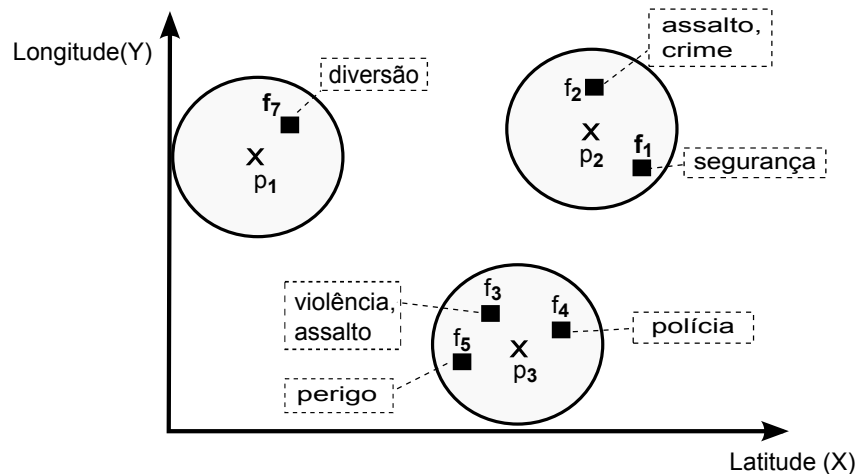 Longitude(Y)
diversão
f7
x
p1
assalto,
crime
f2
x
p2
f1
segurança
violência,
assalto
f3
f4
polícia
f5
x
p3
perigo
Latitude (X)